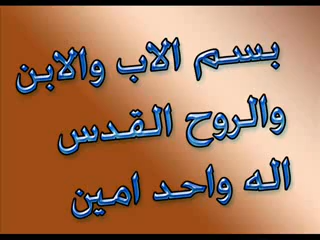 بسم الاب والابن
والروح القدس
اله واحد امين